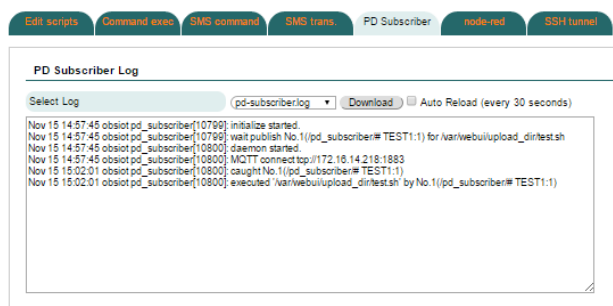 Edit scripts Command exec SMS command SMS trans. PD Subscriber node-red SSH tunnel
PD Subscriber Log
Select Log pd-subscriber.log Download Auto Reload (every 30 seconds)
Nov 15 14:57:45 obsiot pd_subscriber[10799]: initialize started.
Nov 15 14:57:45 obsiot pd_subscriber[10799]: wait publish No.1(/pd_subscriber/# TEST1:1) for /var/webui/upload_dir/test.sh
Nov 15 14:57:45 obsiot pd_subscriber[10800]: daemon started.
Nov 15 14:57:45 obsiot pd_subscriber[10800]: MQTT connect tcp://172.16.14.218:1883
Nov 15 15:02:01 obsiot pd_subscriber[10800]: caught No.1(/pd_subscriber/# TEST1:1)
Nov 15 15:02:01 obsiot pd_subscriber[10800]: executed '/var/webui/upload_dir/test.sh' by No.1(/pd_subscriber/# TEST1:1)